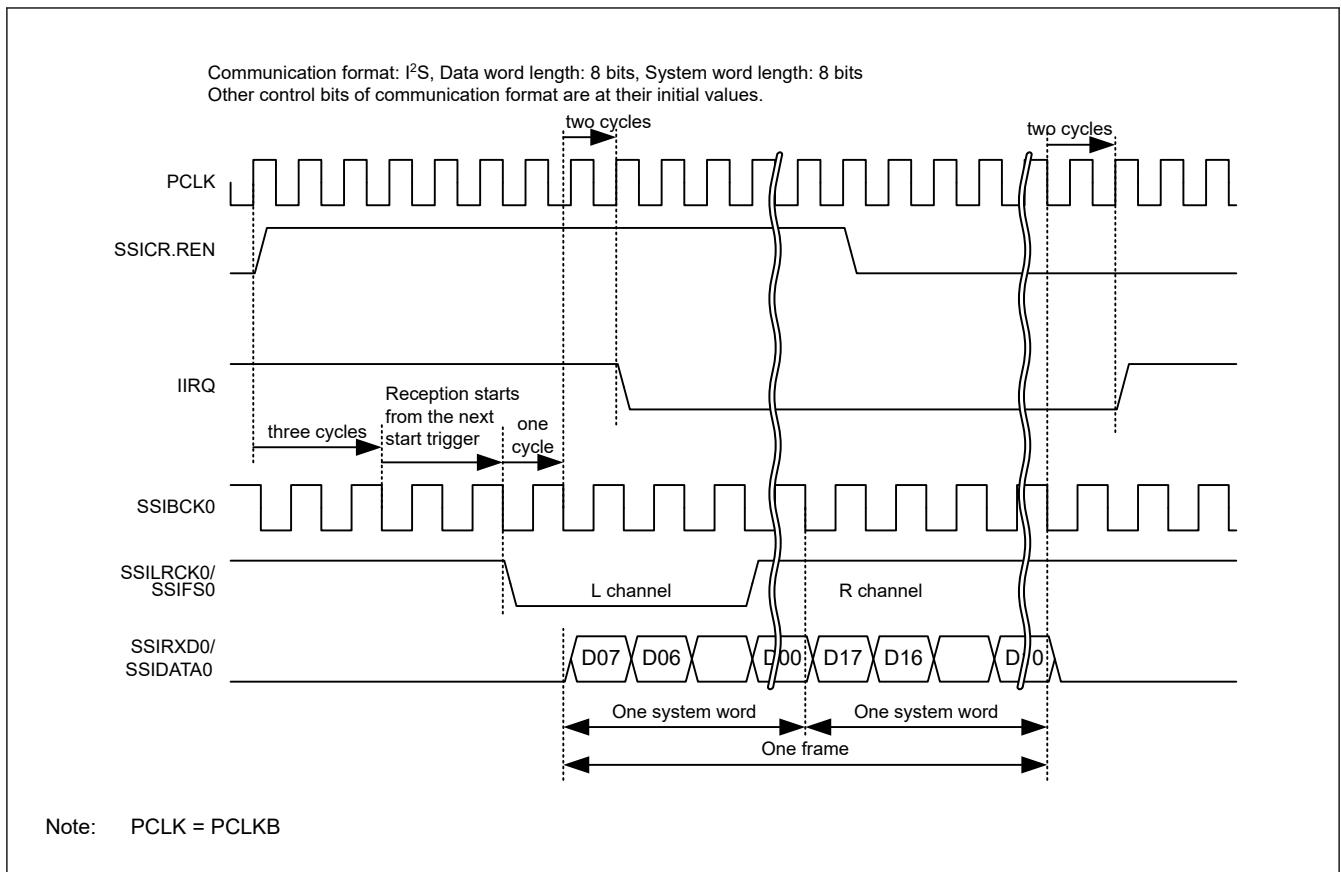 Communication format: I²S, Data word length: 8 bits, System word length: 8 bits
Other control bits of communication format are at their initial values.
two cycles
two cycles
PCLK
SSICR.REN
IIRQ
Reception starts
from the next
start trigger
one
cycle
three cycles
SSIBCK0
SSILRCK0/
SSIFS0
L channel
R channel
SSIRXD0/
SSIDATA0
D07
D06
D00
D17
D16
One system word
One system word
One frame
Note: PCLK = PCLKB